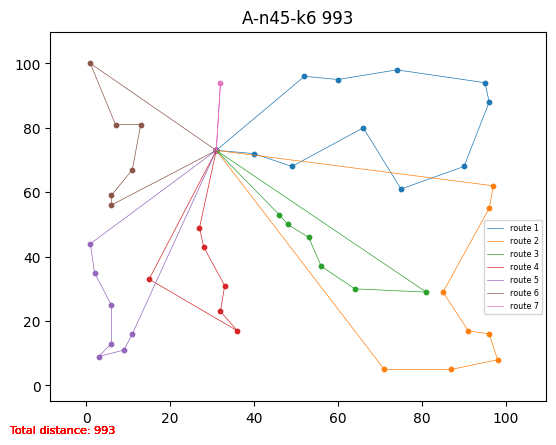 A-n45-k6 993
100
80
60
40
20
0
route 1
route 2
route 3
route 4
route 5
route 6
route 7
0 20 40 60 80 100
Total distance: 993